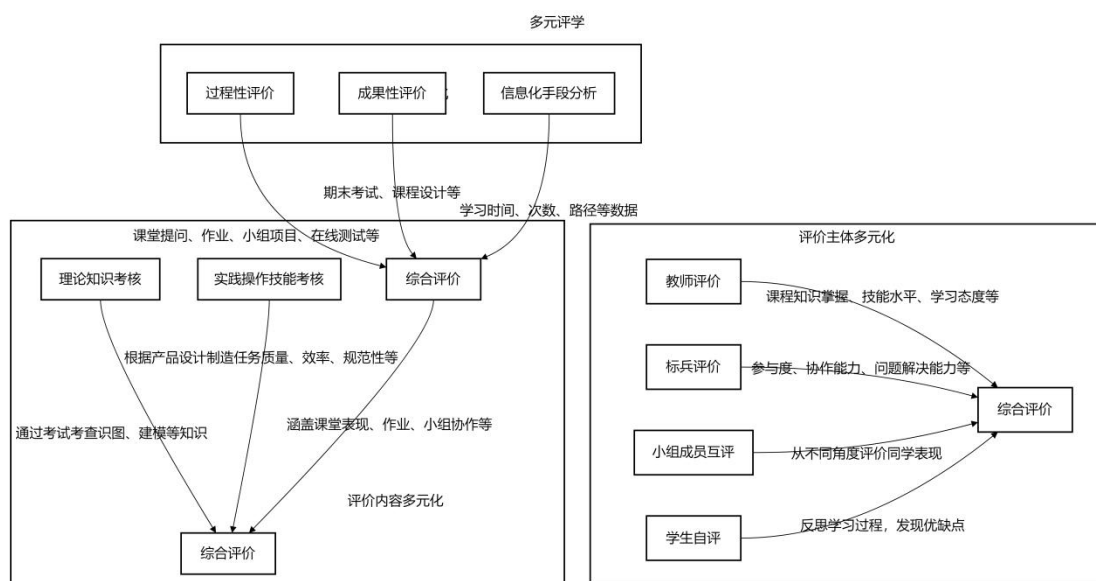 多元评学
过程性评价
成果性评价
信息化手段分析
期末考试、课程设计等
学习时间、次数、路径等数据
课堂提问、作业、小组项目、在线测试等
理论知识考核
实践操作技能考核
综合评价
根据产品设计制造任务质量、效率、规范性等
通过考试考查识图、建模等知识
涵盖课堂表现、作业、小组协作等
评价内容多元化
综合评价
评价主体多元化
教师评价
课程知识掌握、技能水平、学习态度等
标兵评价
参与度、协作能力、问题解决能力等
综合评价
小组成员互评
从不同角度评价同学表现
学生自评
反思学习过程，发现优缺点